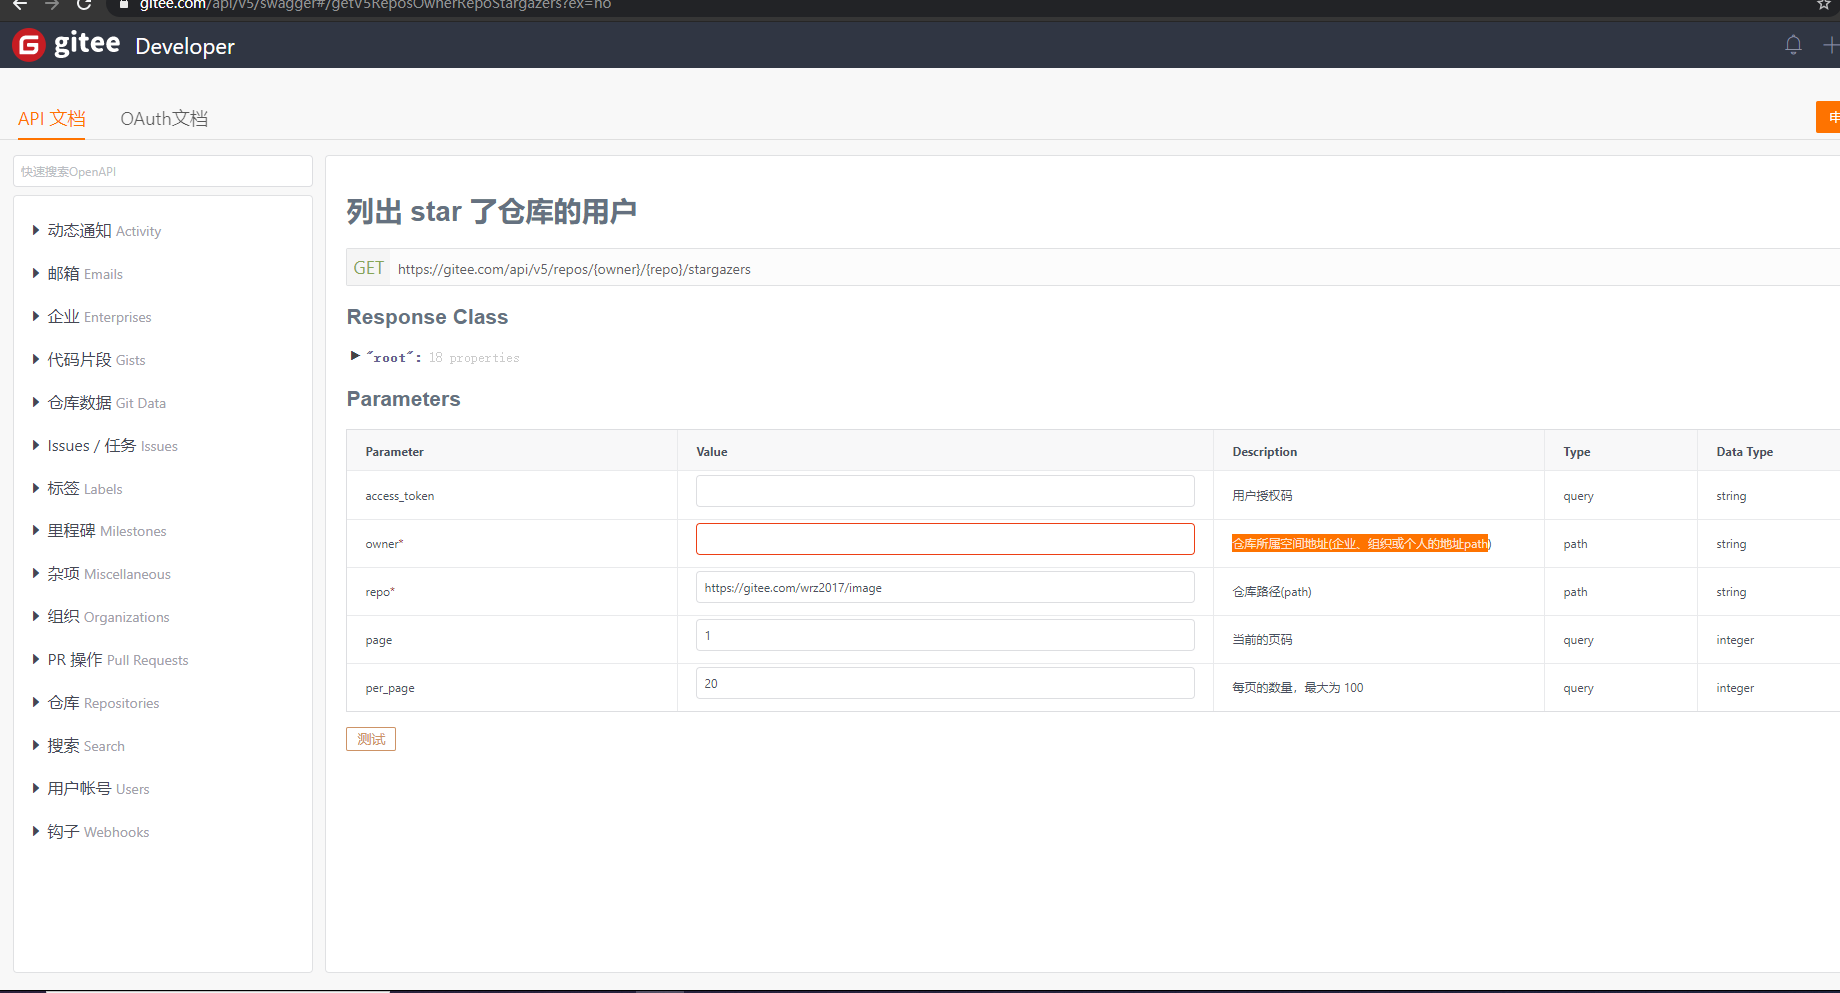 gitee.com/api/v5/swagger#/getV5ReposOwnerRepoStargazers?ex=no
gitee Developer
API 文档 OAuth文档
申
快速搜索OpenAPI
动态通知 Activity
邮箱 Emails
企业 Enterprises
代码片段 Gists
仓库数据 Git Data
Issues / 任务 Issues
标签 Labels
里程碑 Milestones
杂项 Miscellaneous
组织 Organizations
PR 操作 Pull Requests
仓库 Repositories
搜索 Search
用户帐号 Users
钩子 Webhooks
列出 star 了仓库的用户
GET https://gitee.com/api/v5/repos/{owner}/{repo}/stargazers
Response Class
"root": 18 properties
Parameters
Parameter Value Description Type Data Type
access_token 用户授权码 query string
owner* 仓库所属空间地址(企业、组织或个人的地址path) path string
repo* https://gitee.com/wrz2017/image 仓库路径(path) path string
page 1 当前的页码 query integer
per_page 20 每页的数量，最大为 100 query integer
测试